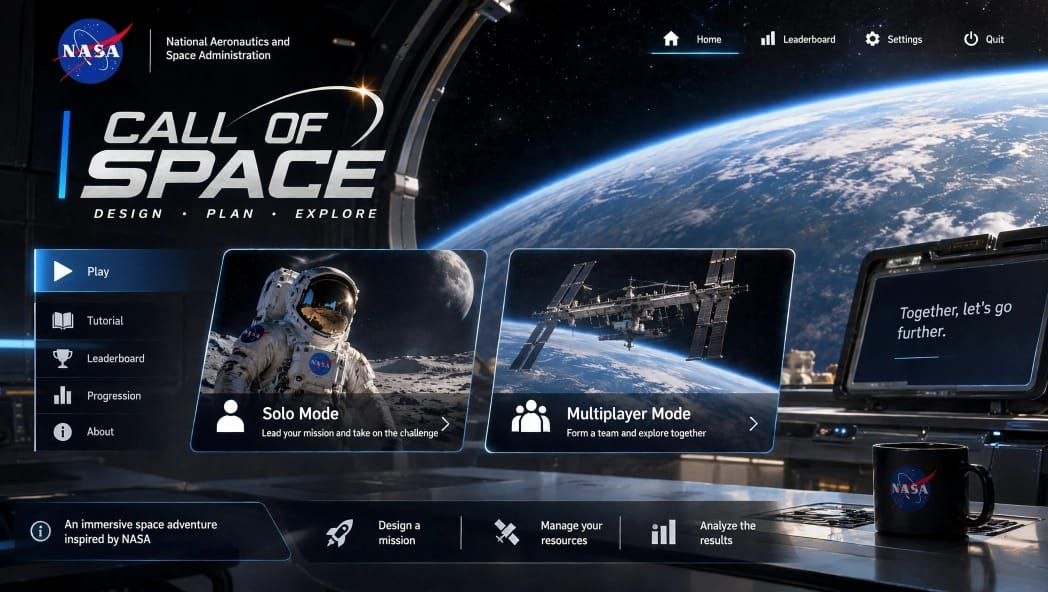 NASA
National Aeronautics and
Space Administration
Home
Leaderboard
Settings
Quit
CALL OF
SPACE
DESIGN · PLAN · EXPLORE
Play
Tutorial
Leaderboard
Progression
About
NASA
Solo Mode
Lead your mission and take on the challenge
Multiplayer Mode
Form a team and explore together
Together, let's go
further.
NASA
An immersive space adventure
inspired by NASA
Design a
mission
Manage your
resources
Analyze the
results